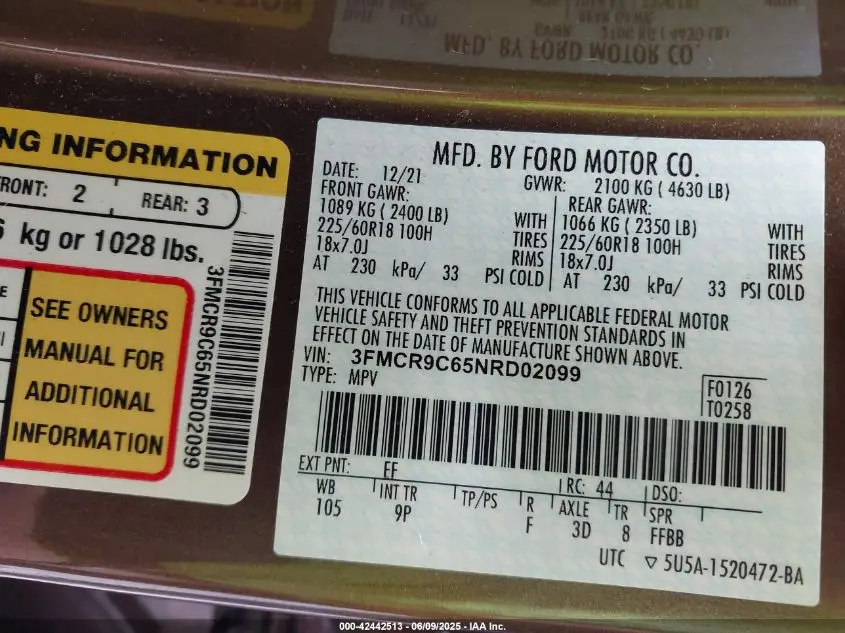 MFD. BY FORD MOTOR CO.
NG INFORMATION
FRONT: 2 REAR: 3
kg or 1028 lbs.
SEE OWNERS
MANUAL FOR
ADDITIONAL
INFORMATION
3FMCR9C65NRD02099
MFD. BY FORD MOTOR CO.
DATE: 12/21 GVWR: 2100 KG ( 4630 LB)
FRONT GAWR: REAR GAWR:
1089 KG ( 2400 LB) WITH 1066 KG ( 2350 LB) WITH
225/60R18 100H TIRES 225/60R18 100H TIRES
18x7.0J RIMS 18x7.0J RIMS
AT 230 kPa/ 33 PSI COLD AT 230 kPa/ 33 PSI COLD
THIS VEHICLE CONFORMS TO ALL APPLICABLE FEDERAL MOTOR
VEHICLE SAFETY AND THEFT PREVENTION STANDARDS IN
EFFECT ON THE DATE OF MANUFACTURE SHOWN ABOVE.
VIN: 3FMCR9C65NRD02099
TYPE: MPV
F0126
T0258
EXT PNT: EF RC: 44 DSO:
WB INT TR TP/PS R AXLE TR SPR
105 9P F 3D 8 FFBB
UTC ▽ 5U5A-1520472-BA
000-42442513 - 06/09/2025 - IAA Inc.